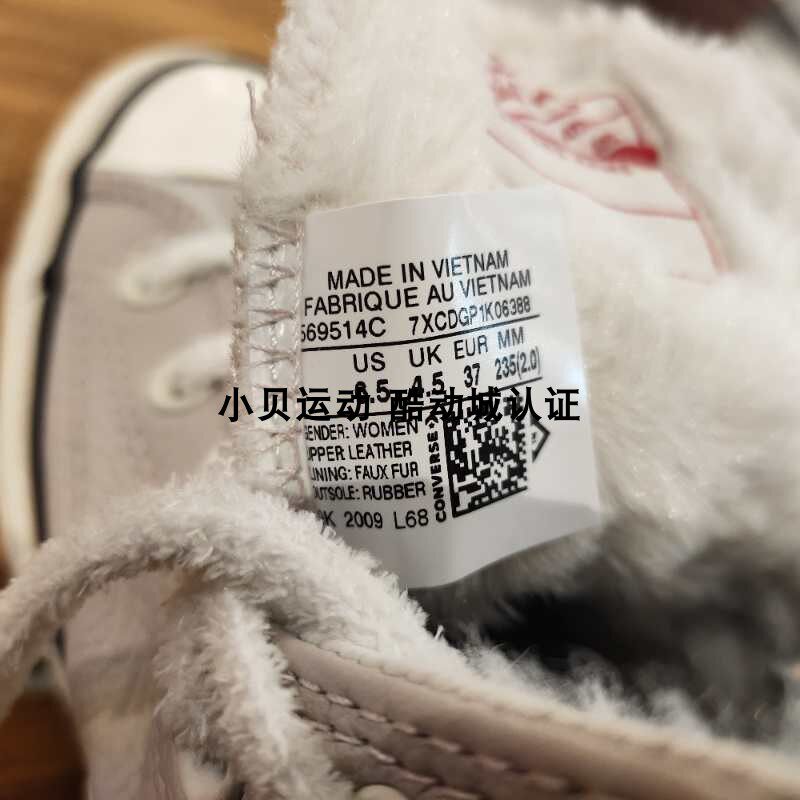 MADE IN VIETNAM
FABRIQUE AU VIETNAM
569514C 7XCDGP1K06388
US UK EUR MM
6.5 4.5 37 235(2.0)
小贝运动 酷动城认证
GENDER: WOMEN
UPPER: LEATHER
LINING: FAUX FUR
OUTSOLE: RUBBER
2009 L68
CONVERSE